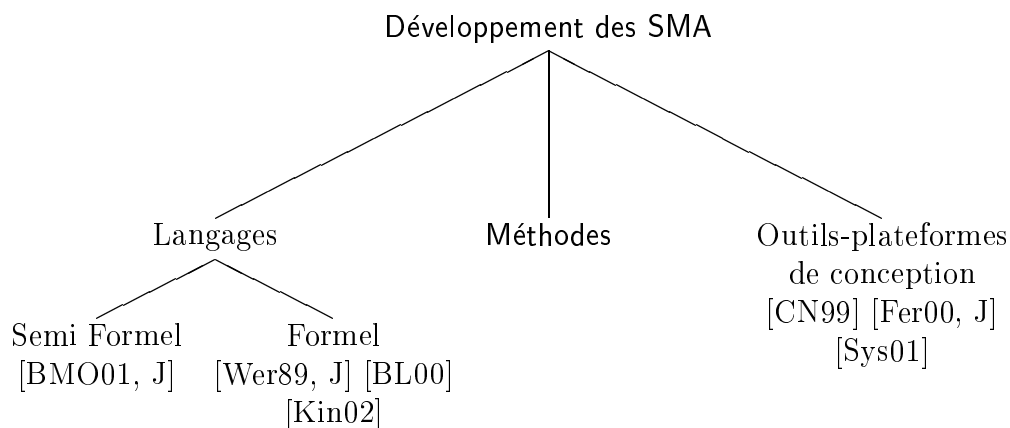 Développement des SMA
Langages
Méthodes
Outils-plateformes
de conception
[CN99] [Fer00, J]
[Sys01]
Semi Formel
[BMO01, J]
Formel
[Wer89, J] [BL00]
[Kin02]